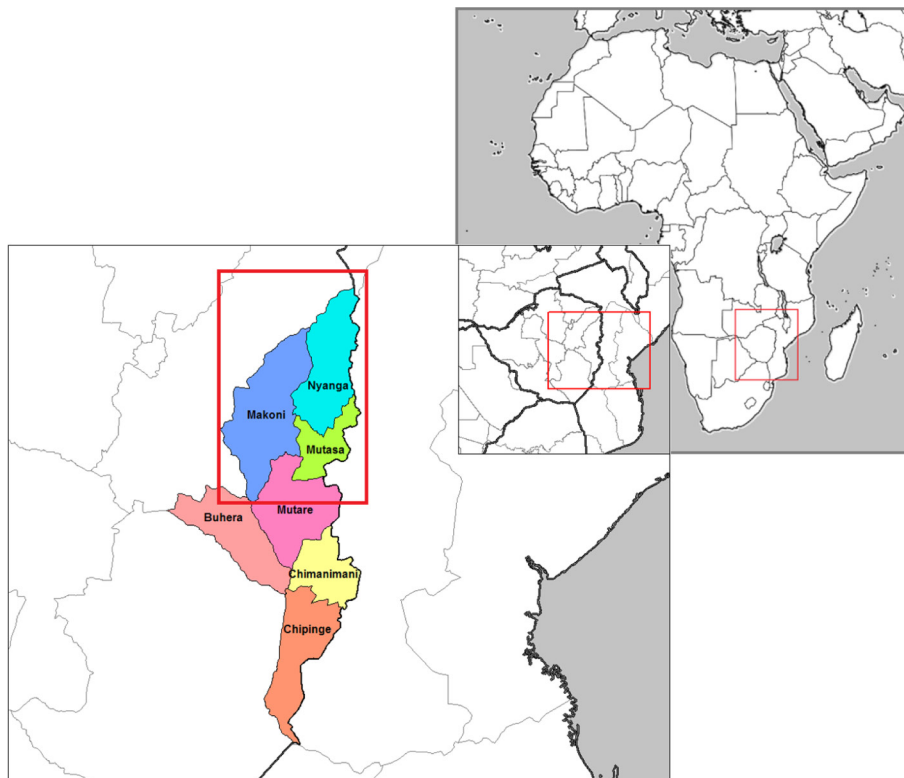 Nyanga
Makoni
Mutasa
Mutare
Buhera
Chimanimani
Chipinge